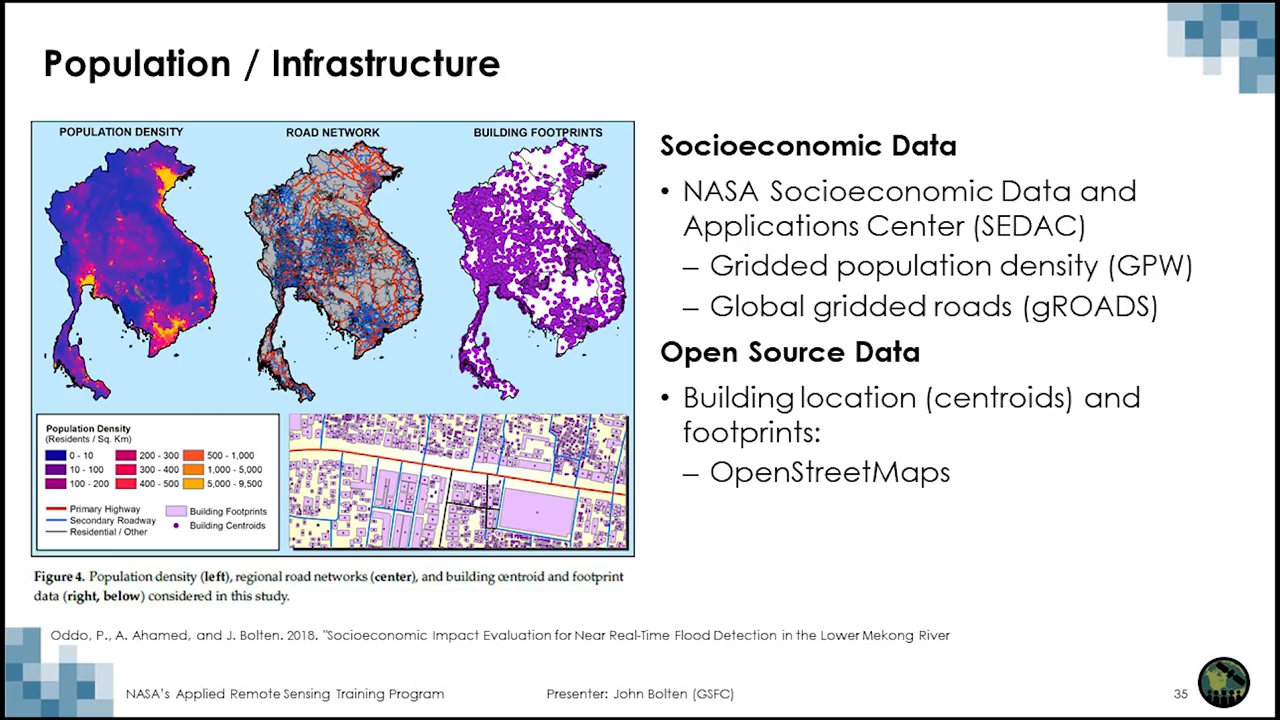 Population / Infrastructure
POPULATION DENSITY
ROAD NETWORK
BUILDING FOOTPRINTS
Population Density
(Residents / Sq. Km)
0 - 10
200 - 300
500 - 1,000
10 - 100
300 - 400
1,000 - 5,000
100 - 200
400 - 500
5,000 - 9,500
Primary Highway
Secondary Roadway
Residential / Other
Building Footprints
Building Centroids
Figure 4. Population density (left), regional road networks (center), and building centroid and footprint
data (right, below) considered in this study.
Socioeconomic Data
• NASA Socioeconomic Data and
Applications Center (SEDAC)
– Gridded population density (GPW)
– Global gridded roads (gROADS)
Open Source Data
• Building location (centroids) and
footprints:
– OpenStreetMaps
Oddo, P., A. Ahamed, and J. Bolten. 2018. "Socioeconomic Impact Evaluation for Near Real-Time Flood Detection in the Lower Mekong River
NASA's Applied Remote Sensing Training Program
Presenter: John Bolten (GSFC)
35